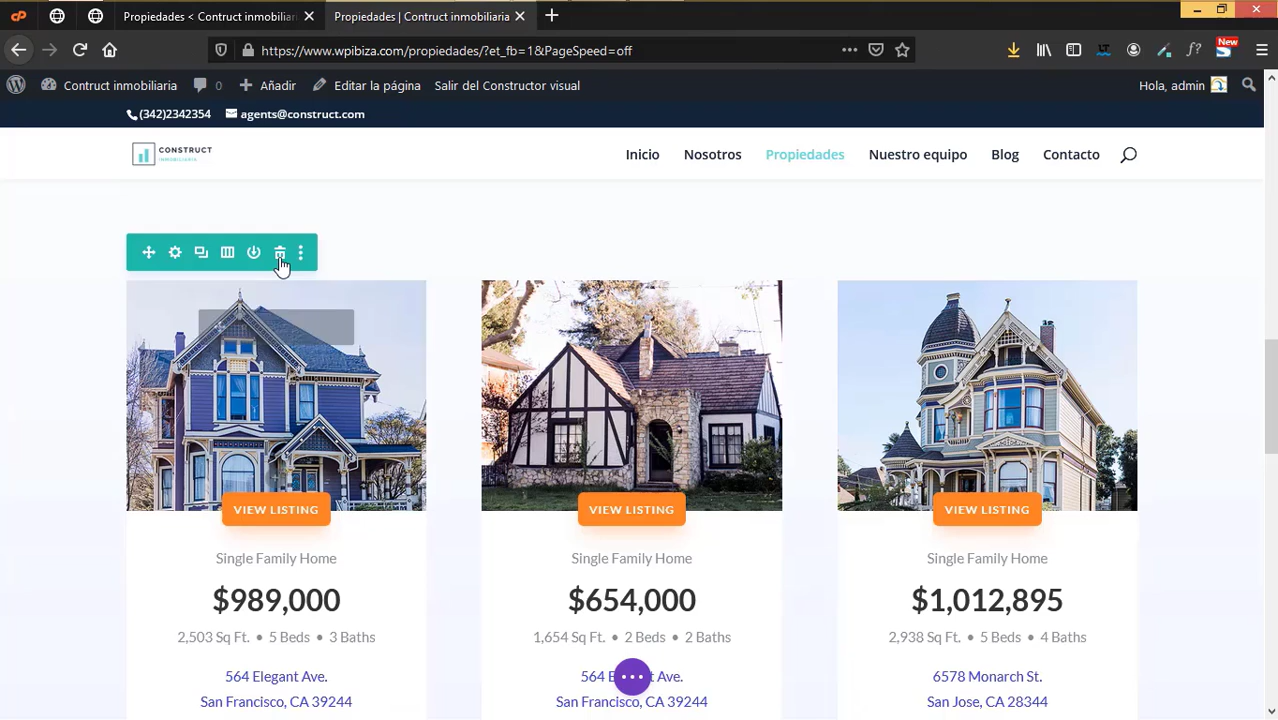 Propiedades < Contruct inmobiliari
Propiedades | Contruct inmobiliaria
https://www.wpibiza.com/propiedades/?et_fb=1&PageSpeed=off
New
Contruct inmobiliaria
0
Añadir
Editar la página
Salir del Constructor visual
Hola, admin
(342)2342354
agents@construct.com
CONSTRUCT
INMOBILIARIA
Inicio
Nosotros
Propiedades
Nuestro equipo
Blog
Contacto
VIEW LISTING
VIEW LISTING
VIEW LISTING
Single Family Home
Single Family Home
Single Family Home
$989,000
$654,000
$1,012,895
2,503 Sq Ft. • 5 Beds • 3 Baths
1,654 Sq Ft. • 2 Beds • 2 Baths
2,938 Sq Ft. • 5 Beds • 4 Baths
564 Elegant Ave.
564 E Ave.
6578 Monarch St.
San Francisco, CA 39244
San Francisco, CA 39244
San Jose, CA 28344